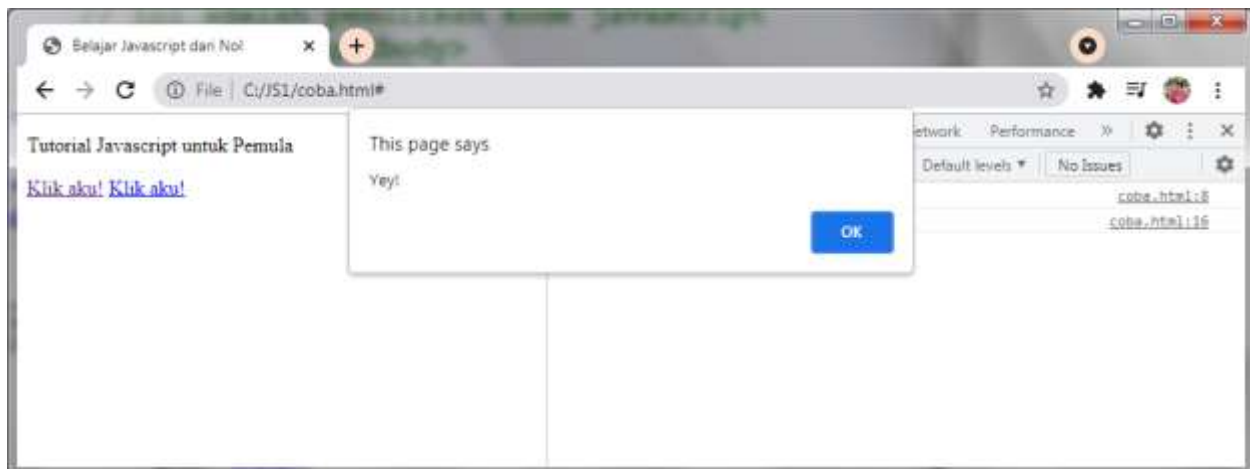 javascript
Belajar Javascript dari Nol!
File | C:/JS1/coba.html#
Tutorial Javascript untuk Pemula
Klik aku! Klik aku!
This page says
Yey!
OK
etwork Performance »
Default levels ▼ No Issues
coba.html:8
coba.html:16